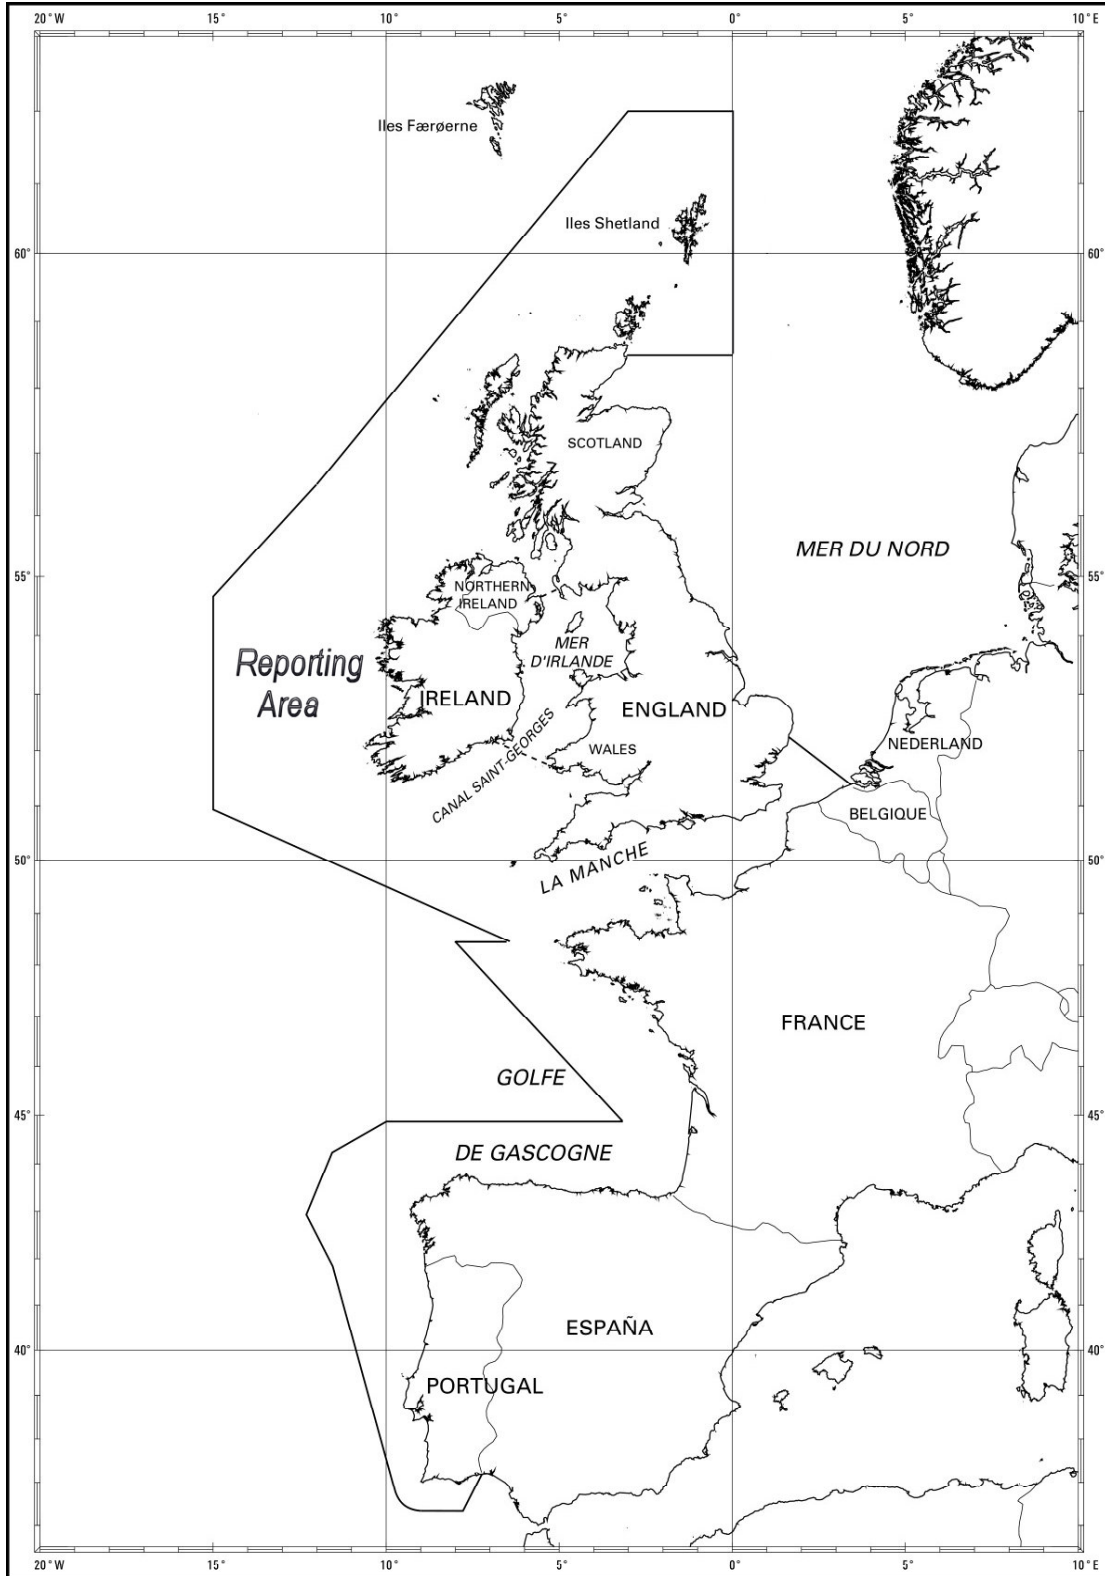 20° W
10°
5°
0°
5°
10° E
Iles Færøerne
Iles Shetland
60°
60°
SCOTLAND
MER DU NORD
55°
55°
NORTHERN
IRELAND
MER
D'IRLANDE
Reporting
Area
IRELAND
ENGLAND
NEDERLAND
WALES
CANAL SAINT-GEORGES
BELGIQUE
50°
LA MANCHE
50°
FRANCE
GOLFE
45°
45°
DE GASCOGNE
ESPAÑA
40°
40°
PORTUGAL
20° W
15°
10°
5°
0°
5°
10° E